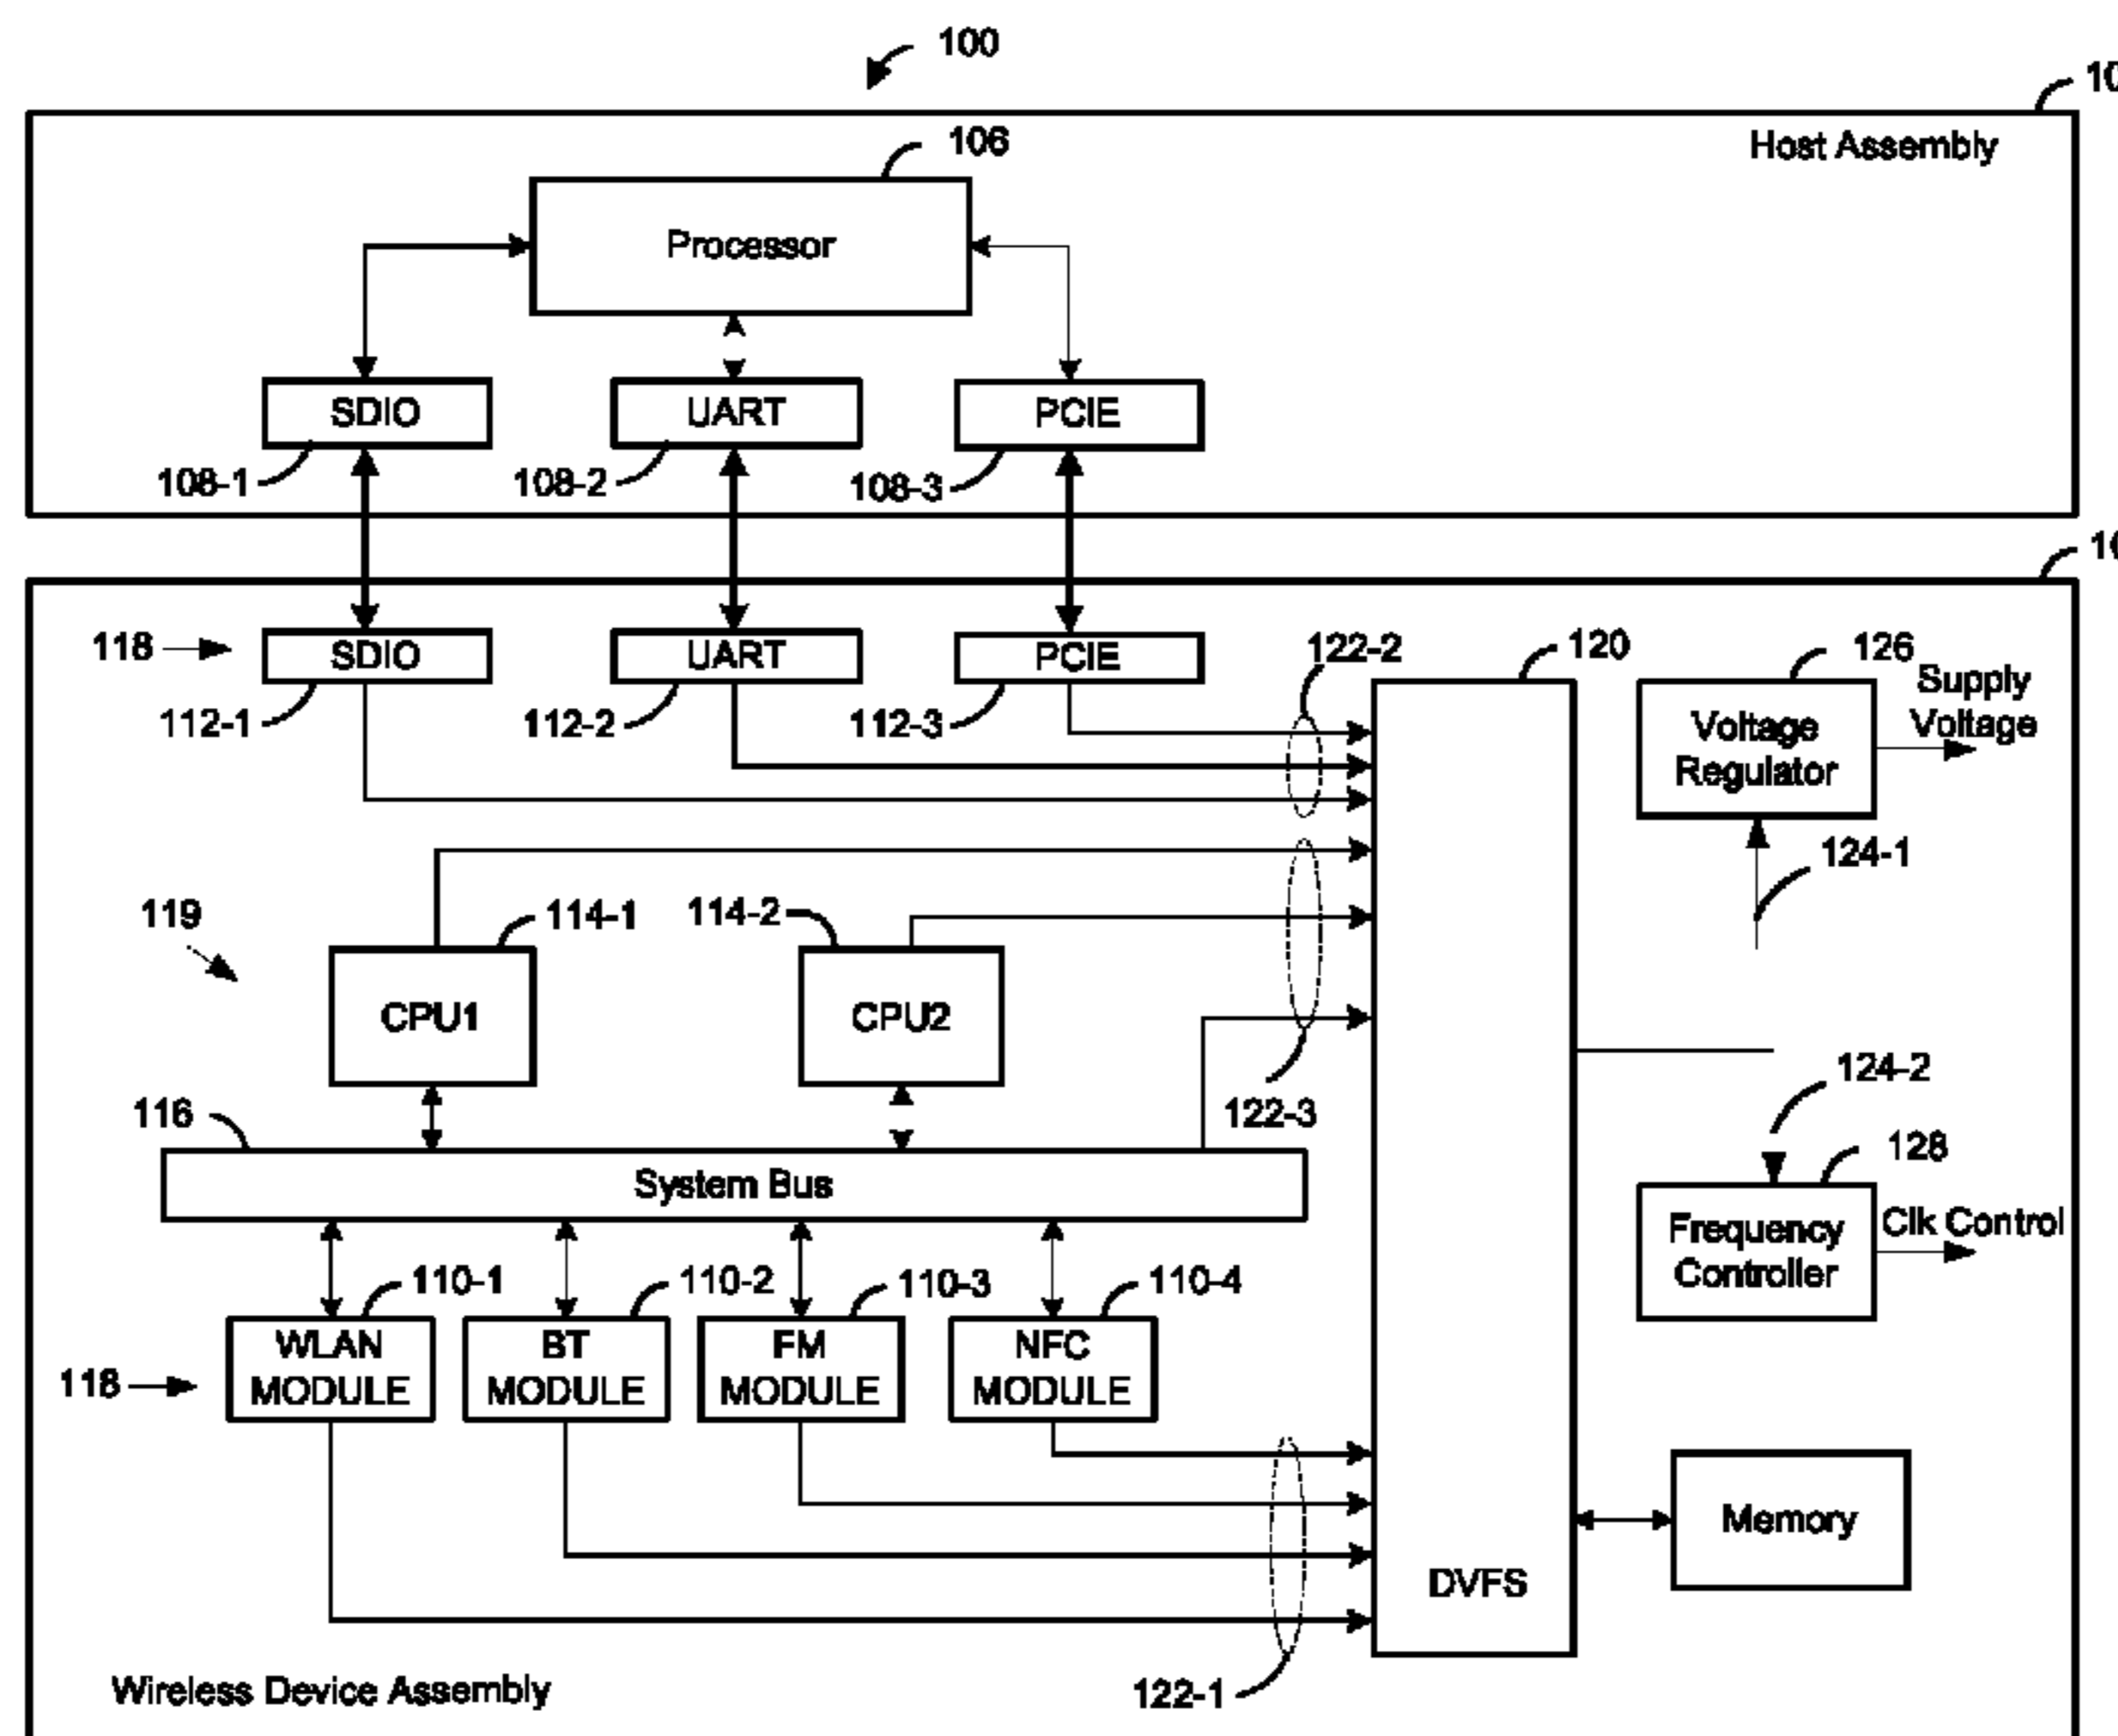 100
10
Host Assembly
106
Processor
SDIO
UART
PCIE
108-1
108-2
108-3
10
118
SDIO
UART
PCIE
112-1
112-2
112-3
122-2
120
126
Supply
Voltage
Voltage
Regulator
124-1
119
114-1
114-2
CPU1
CPU2
122-3
124-2
116
System Bus
128
Frequency
Controller
Clk Control
110-1
110-2
110-3
110-4
118
WLAN
MODULE
BT
MODULE
FM
MODULE
NFC
MODULE
Memory
DVFS
Wireless Device Assembly
122-1